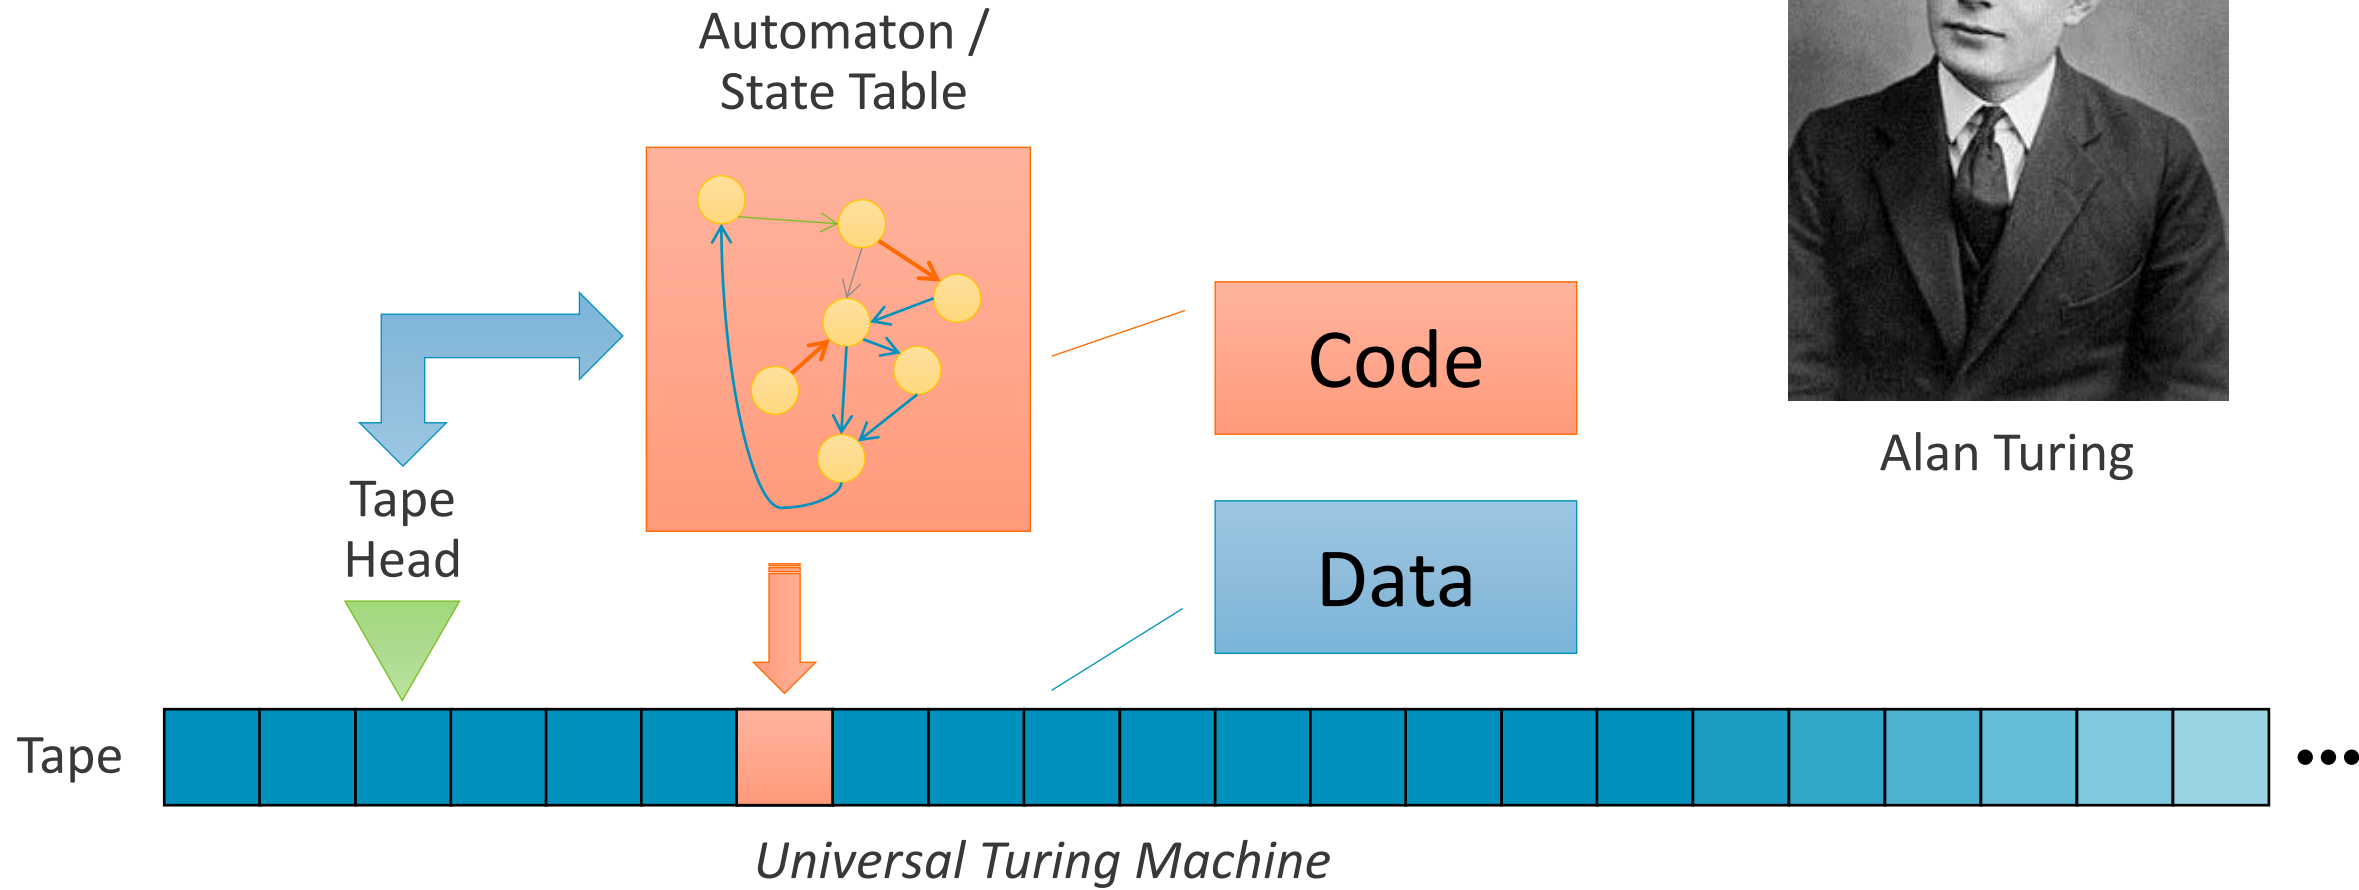 Automaton /
State Table
Code
Alan Turing
Tape
Head
Data
Tape
•••
Universal Turing Machine